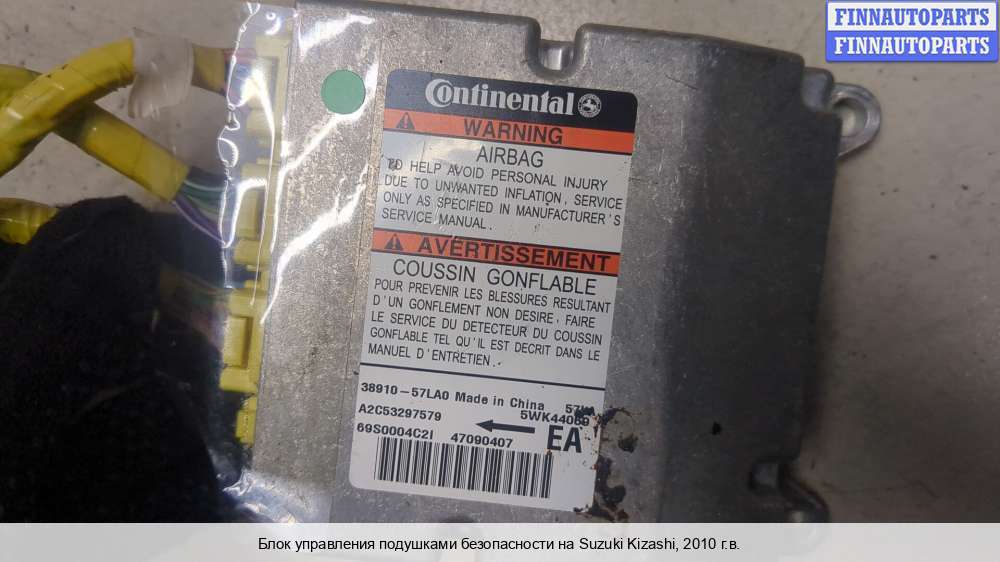 FINNAUTOPARTS
FINNAUTOPARTS
Continental
WARNING
AIRBAG
TO HELP AVOID PERSONAL INJURY
DUE TO UNWANTED INFLATION, SERVICE
ONLY AS SPECIFIED IN MANUFACTURER'S
SERVICE MANUAL.
AVERTISSEMENT
COUSSIN GONFLABLE
POUR PREVENIR LES BLESSURES RESULTANT
D'UN GONFLEMENT NON DESIRE, FAIRE
LE SERVICE DU DETECTEUR DU COUSSIN
GONFLABLE TEL QU'IL EST DECRIT DANS LE
MANUEL D'ENTRETIEN.
38910-57LA0 Made in China
A2C53297579
69S0004C2I 47090407 EA
Блок управления подушками безопасности на Suzuki Kizashi, 2010 г.в.